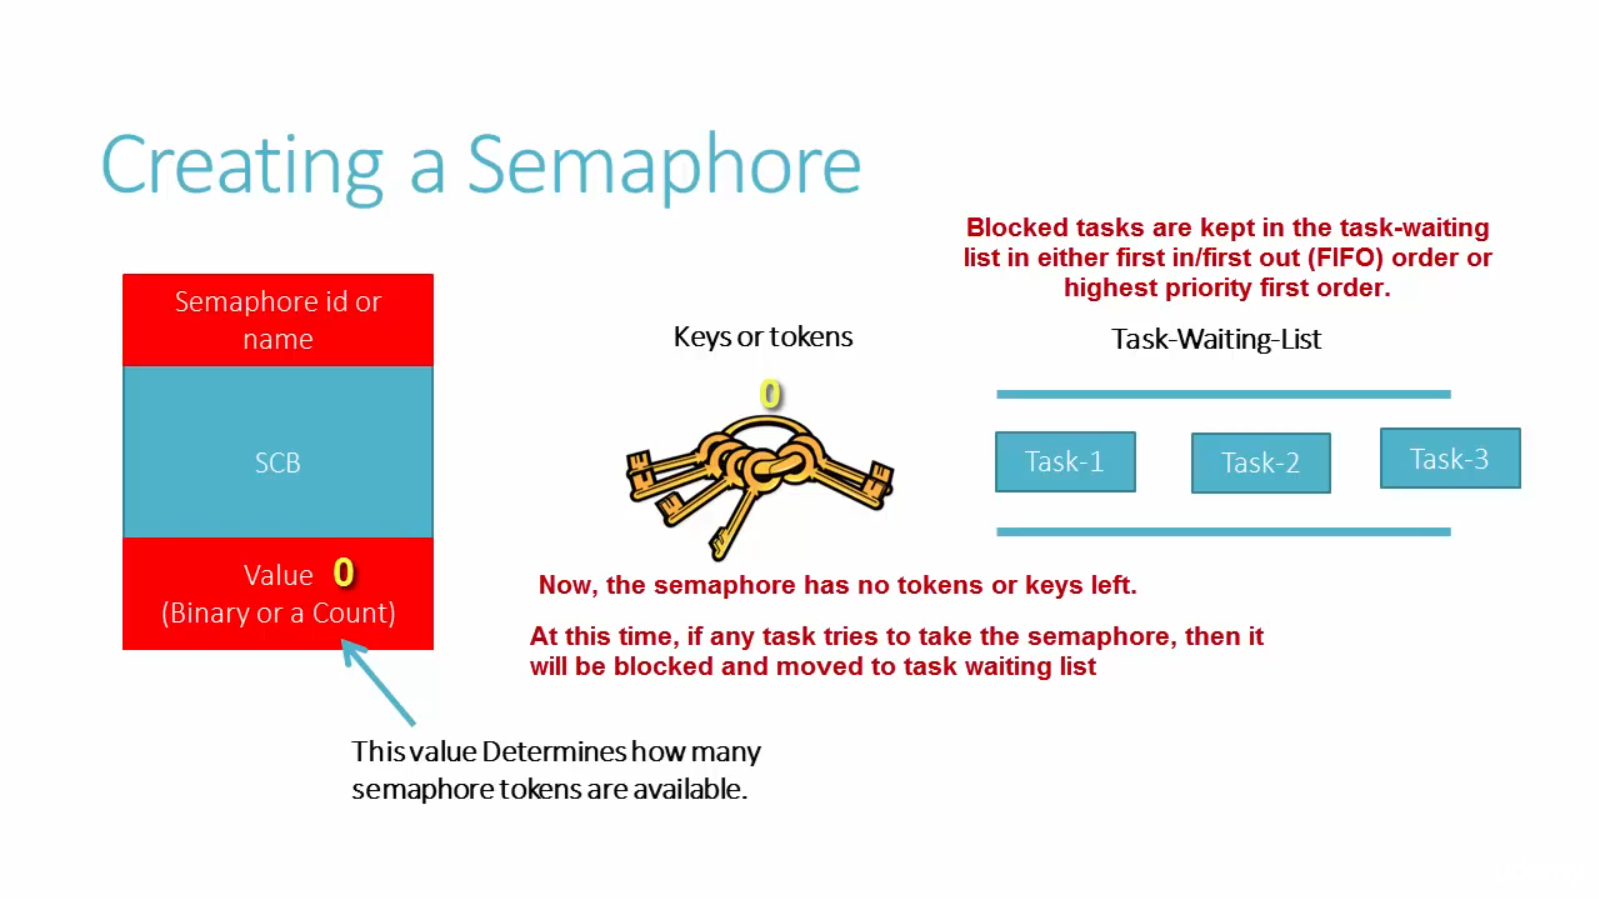 Creating a Semaphore
Blocked tasks are kept in the task-waiting
list in either first in/first out (FIFO) order or
highest priority first order.
Semaphore id or
name
SCB
Value 0
(Binary or a Count)
Keys or tokens
0
Task-Waiting-List
Task-1
Task-2
Task-3
Now, the semaphore has no tokens or keys left.
At this time, if any task tries to take the semaphore, then it
will be blocked and moved to task waiting list
This value Determines how many
semaphore tokens are available.